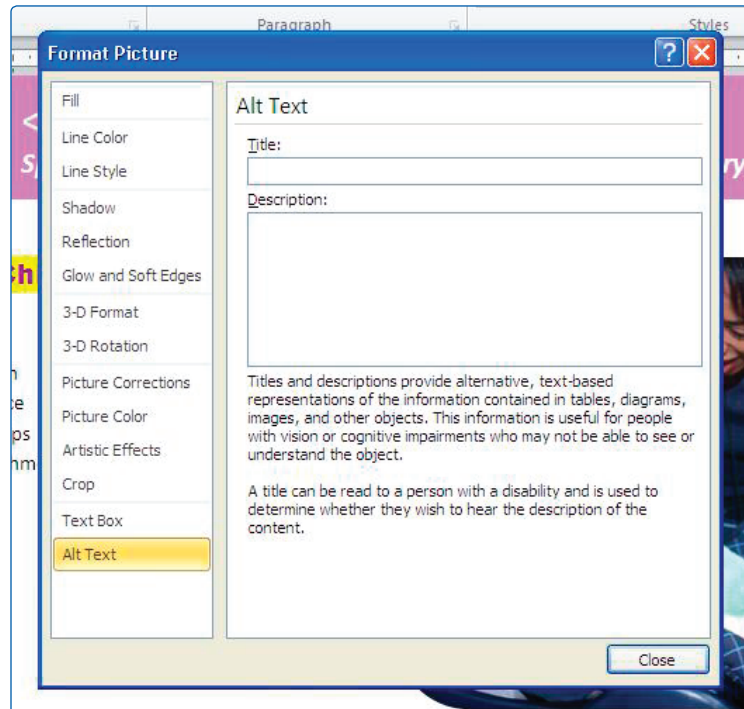 Paragraph
Styles
Format Picture
Fill
Line Color
Line Style
Shadow
Reflection
Glow and Soft Edges
3-D Format
3-D Rotation
Picture Corrections
Picture Color
Artistic Effects
Crop
Text Box
Alt Text
Alt Text
Title:
Description:
Titles and descriptions provide alternative, text-based
representations of the information contained in tables, diagrams,
images, and other objects. This information is useful for people
with vision or cognitive impairments who may not be able to see or
understand the object.
A title can be read to a person with a disability and is used to
determine whether they wish to hear the description of the
content.
Close